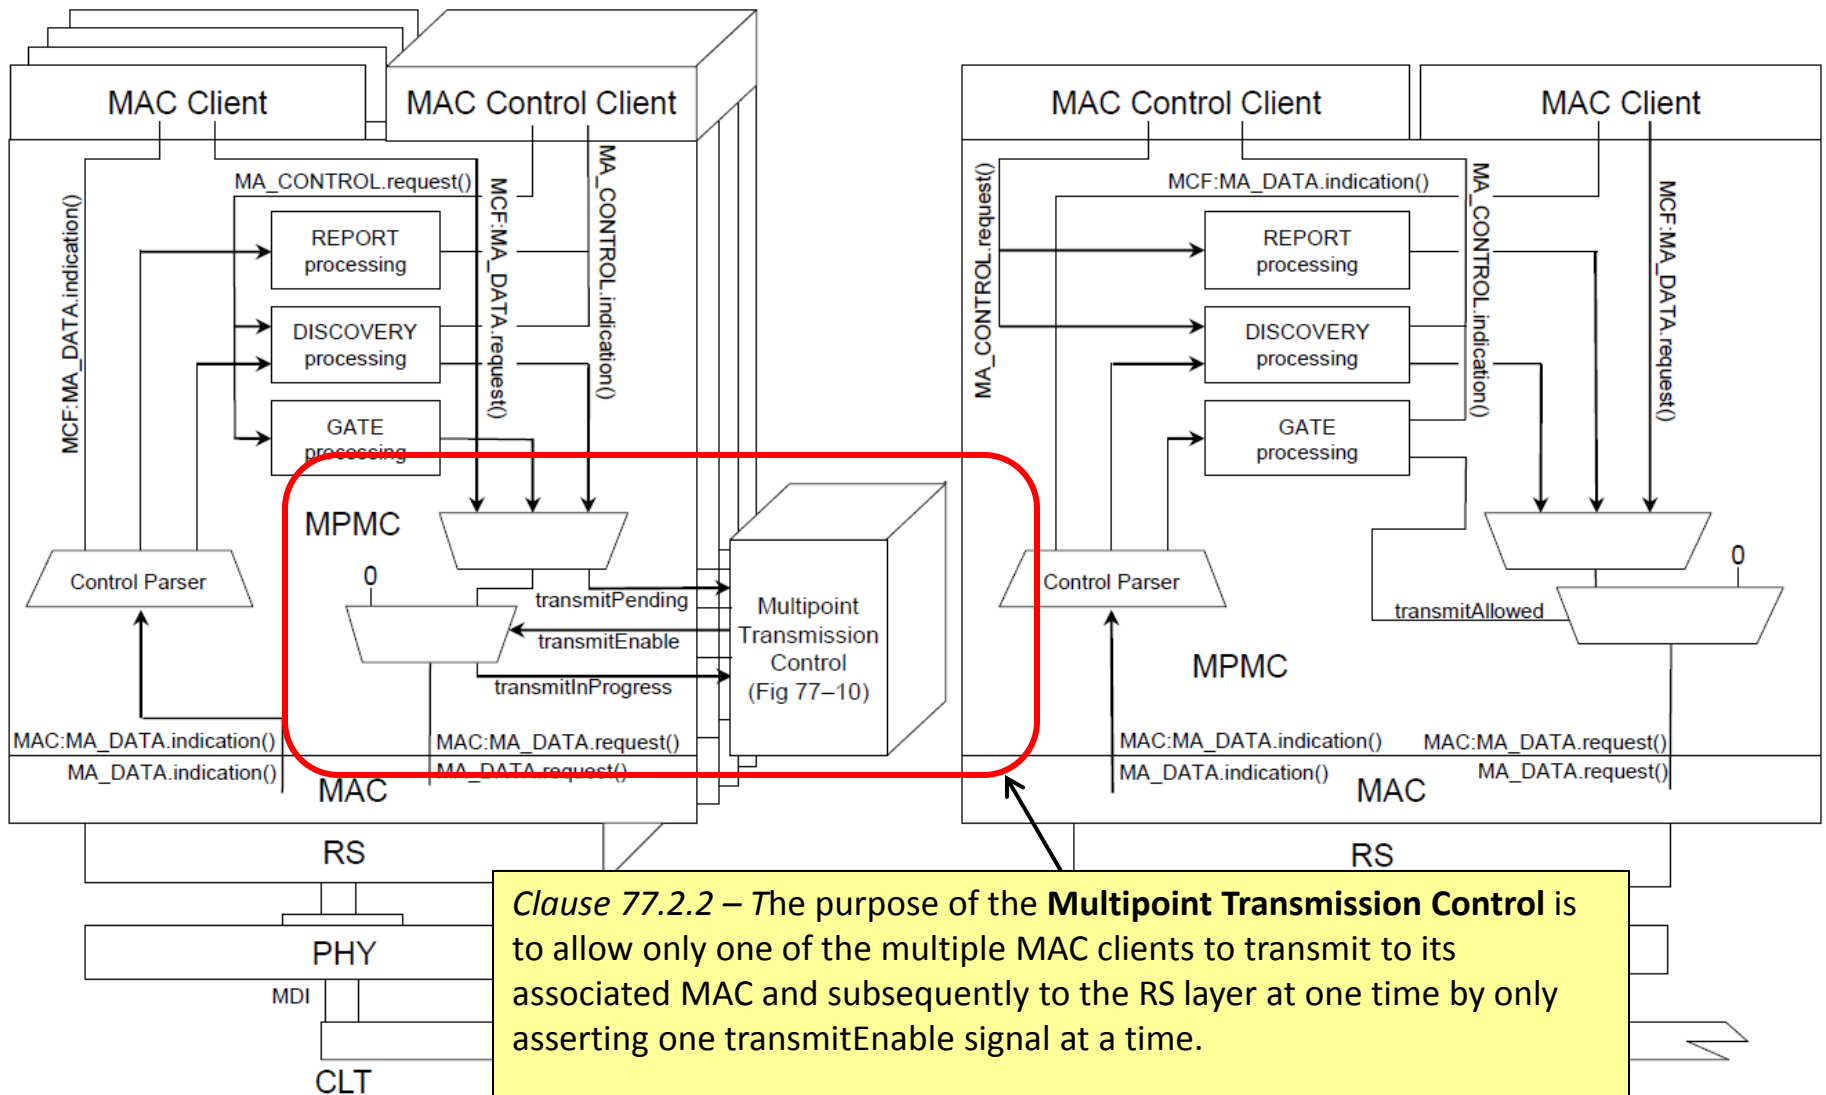 MAC Client
MAC Control Client
MA_CONTROL.request()
MCF:MA_DATA.indication()
MCF:MA_DATA.request()
MA_CONTROL.indication()
REPORT
processing
DISCOVERY
processing
GATE
processing
MPMC
Control Parser
0
transmitPending
transmitEnable
transmitInProgress
Multipoint
Transmission
Control
(Fig 77–10)
MAC:MA_DATA.indication()
MAC:MA_DATA.request()
MA_DATA.indication()
MA_DATA.request()
MAC
RS
PHY
MDI
CLT
MAC Control Client
MAC Client
MA_CONTROL.request()
MCF:MA_DATA.indication()
MA_CONTROL.indication()
MCF:MA_DATA.request()
REPORT
processing
DISCOVERY
processing
GATE
processing
Control Parser
0
transmitAllowed
MPMC
MAC:MA_DATA.indication()
MAC:MA_DATA.request()
MA_DATA.indication()
MA_DATA.request()
MAC
RS
Clause 77.2.2 – The purpose of the Multipoint Transmission Control is
to allow only one of the multiple MAC clients to transmit to its
associated MAC and subsequently to the RS layer at one time by only
asserting one transmitEnable signal at a time.